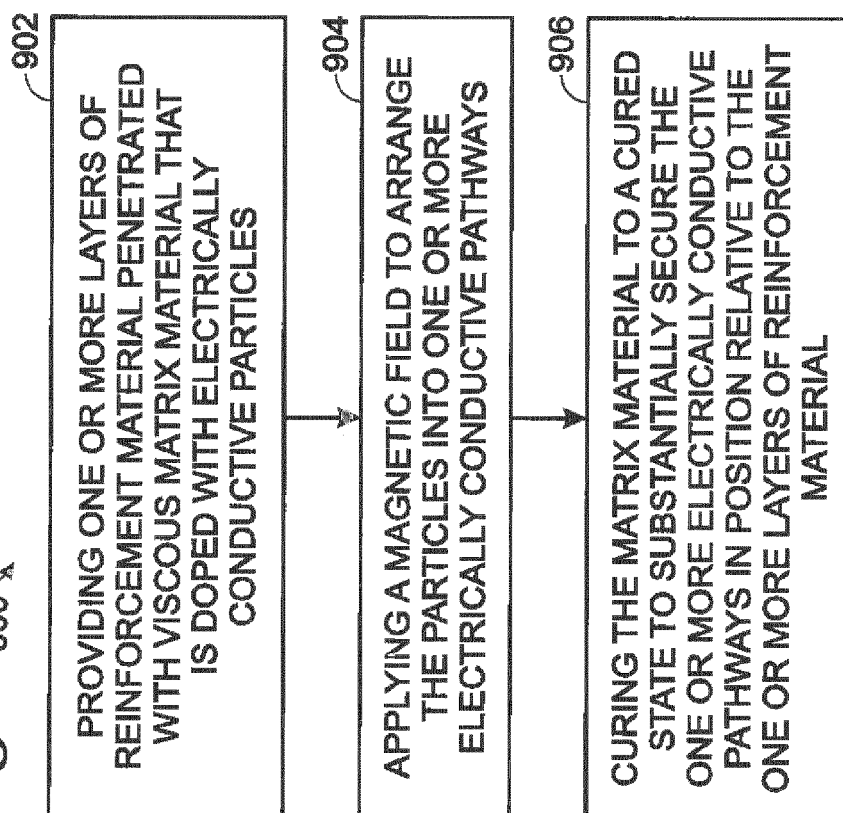 902
PROVIDING ONE OR MORE LAYERS OF
REINFORCEMENT MATERIAL PENETRATED
WITH VISCOUS MATRIX MATERIAL THAT
IS DOPED WITH ELECTRICALLY
CONDUCTIVE PARTICLES
904
APPLYING A MAGNETIC FIELD TO ARRANGE
THE PARTICLES INTO ONE OR MORE
ELECTRICALLY CONDUCTIVE PATHWAYS
906
CURING THE MATRIX MATERIAL TO A CURED
STATE TO SUBSTANTIALLY SECURE THE
ONE OR MORE ELECTRICALLY CONDUCTIVE
PATHWAYS IN POSITION RELATIVE TO THE
ONE OR MORE LAYERS OF REINFORCEMENT
MATERIAL